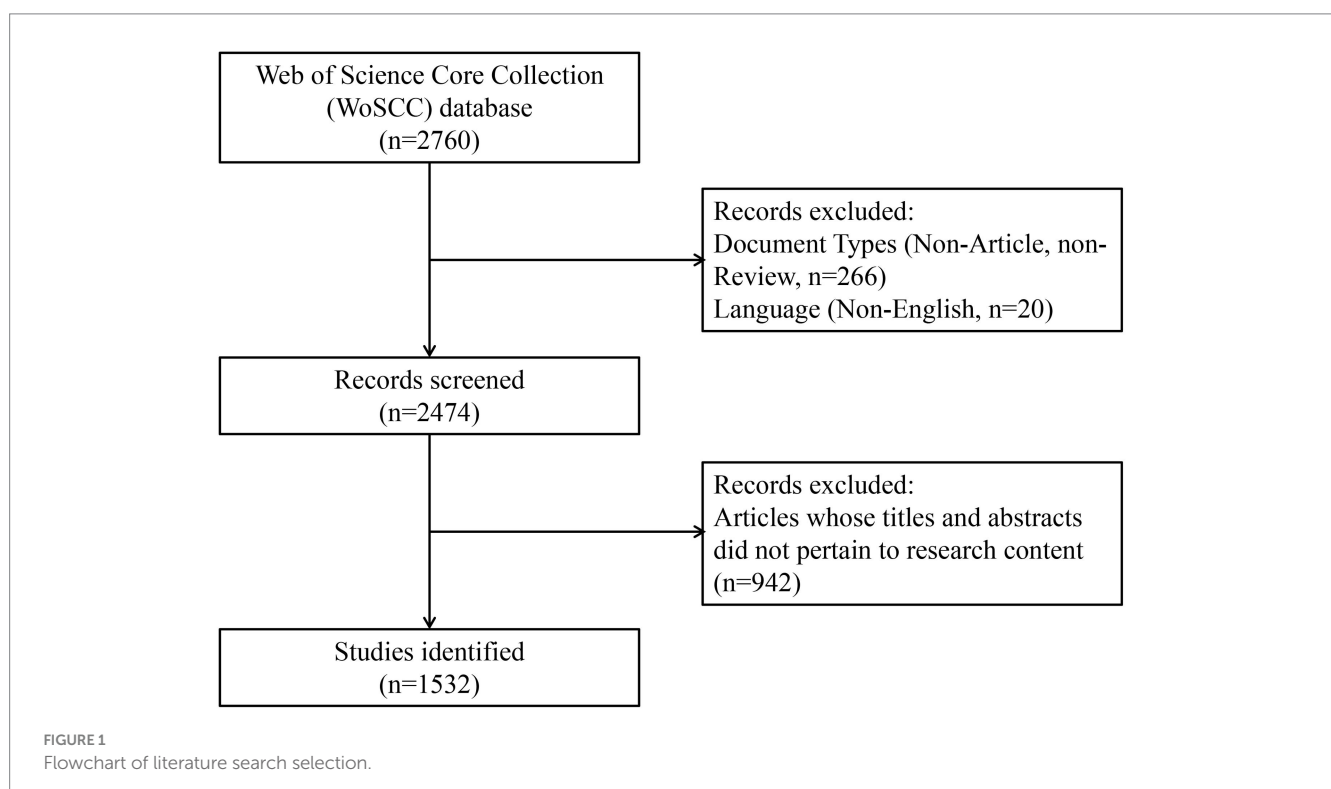 Web of Science Core Collection
(WoSCC) database
(n=2760)
Records excluded:
Document Types (Non-Article, non-
Review, n=266)
Language (Non-English, n=20)
Records screened
(n=2474)
Records excluded:
Articles whose titles and abstracts
did not pertain to research content
(n=942)
Studies identified
(n=1532)
FIGURE 1
Flowchart of literature search selection.